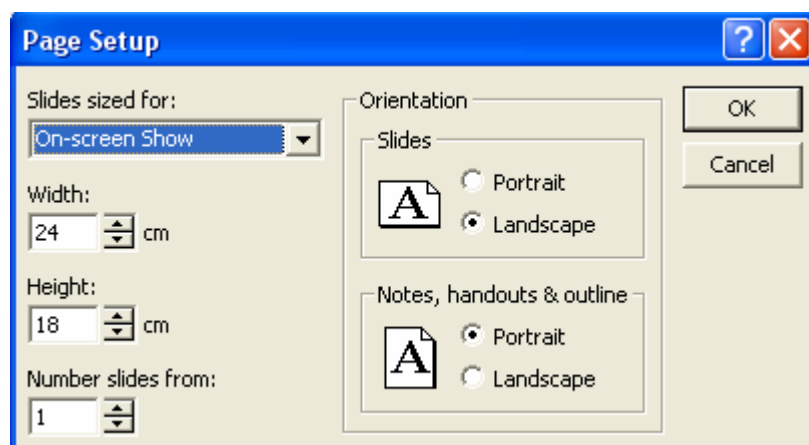 Page Setup
Slides sized for:
On-screen Show
Width:
24 cm
Height:
18 cm
Number slides from:
1
Orientation
Slides
A
Portrait
Landscape
Notes, handouts & outline
A
Portrait
Landscape
OK
Cancel